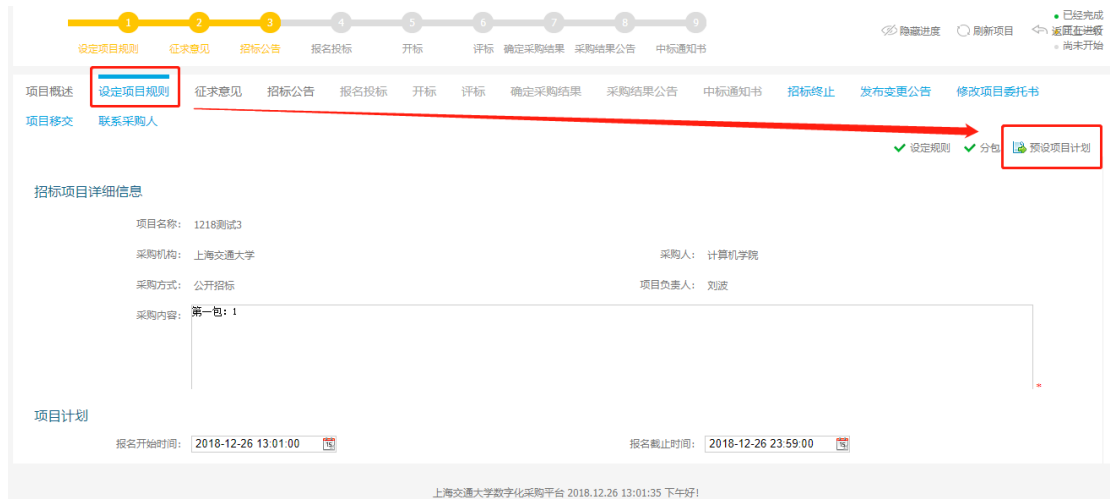 1 2 3 4 5 6 7 8 9
设定项目规则 征求意见 招标公告 报名投标 开标 评标 确定采购结果 采购结果公告 中标通知书
隐藏进度 刷新项目
已经完成
尚未开始
项目概述 设定项目规则 征求意见 招标公告 报名投标 开标 评标 确定采购结果 采购结果公告 中标通知书 招标终止 发布变更公告 修改项目委托书
项目移交 联系采购人
设定规则 分包 预设项目计划
招标项目详细信息
项目名称: 1218测试3
采购机构: 上海交通大学 采购人: 计算机学院
采购方式: 公开招标 项目负责人: 刘波
采购内容: 第一包: 1
*
项目计划
报名开始时间: 2018-12-26 13:01:00 报名截止时间: 2018-12-26 23:59:00
上海交通大学数字化采购平台 2018.12.26 13:01:35 下午好!